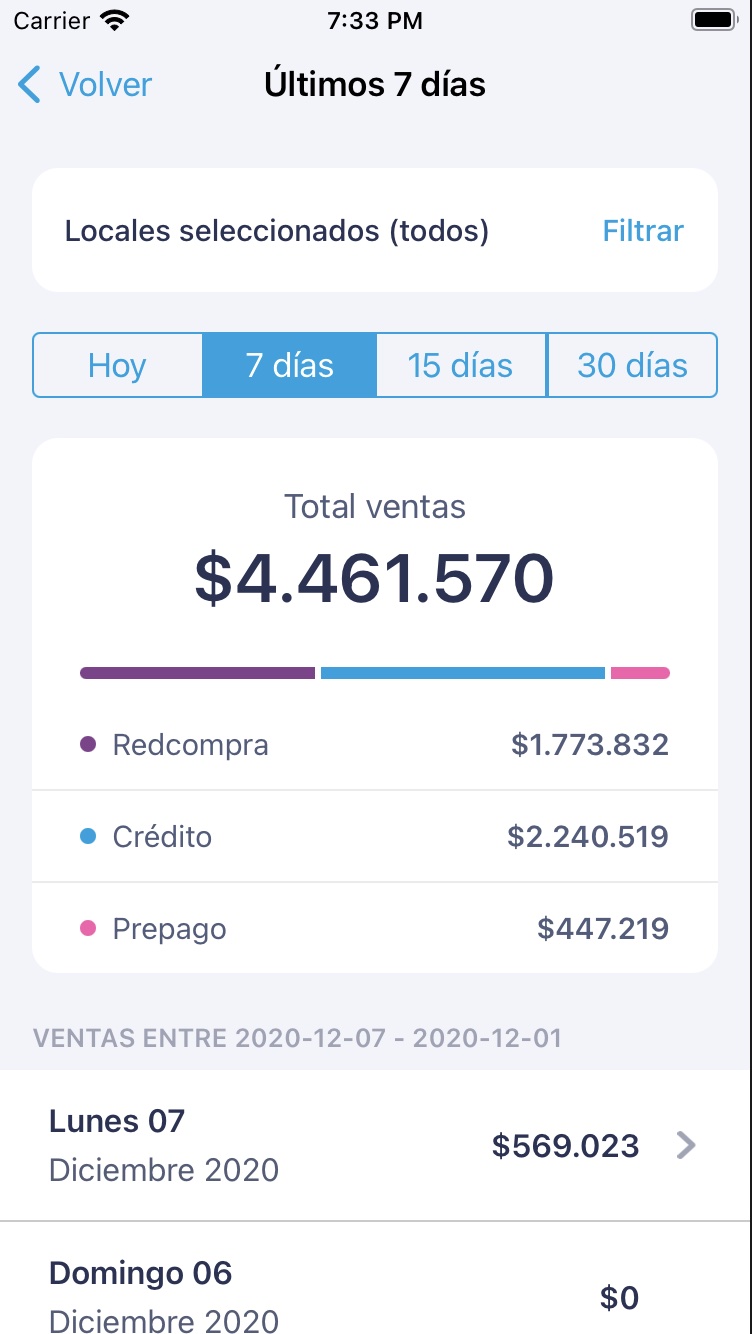 Carrier 7:33 PM
Volver Últimos 7 días
Locales seleccionados (todos) Filtrar
Hoy 7 días 15 días 30 días
Total ventas
$4.461.570
Redcompra $1.773.832
Crédito $2.240.519
Prepago $447.219
VENTAS ENTRE 2020-12-07 - 2020-12-01
Lunes 07
$569.023
Diciembre 2020
Domingo 06
$0
Diciembre 2020